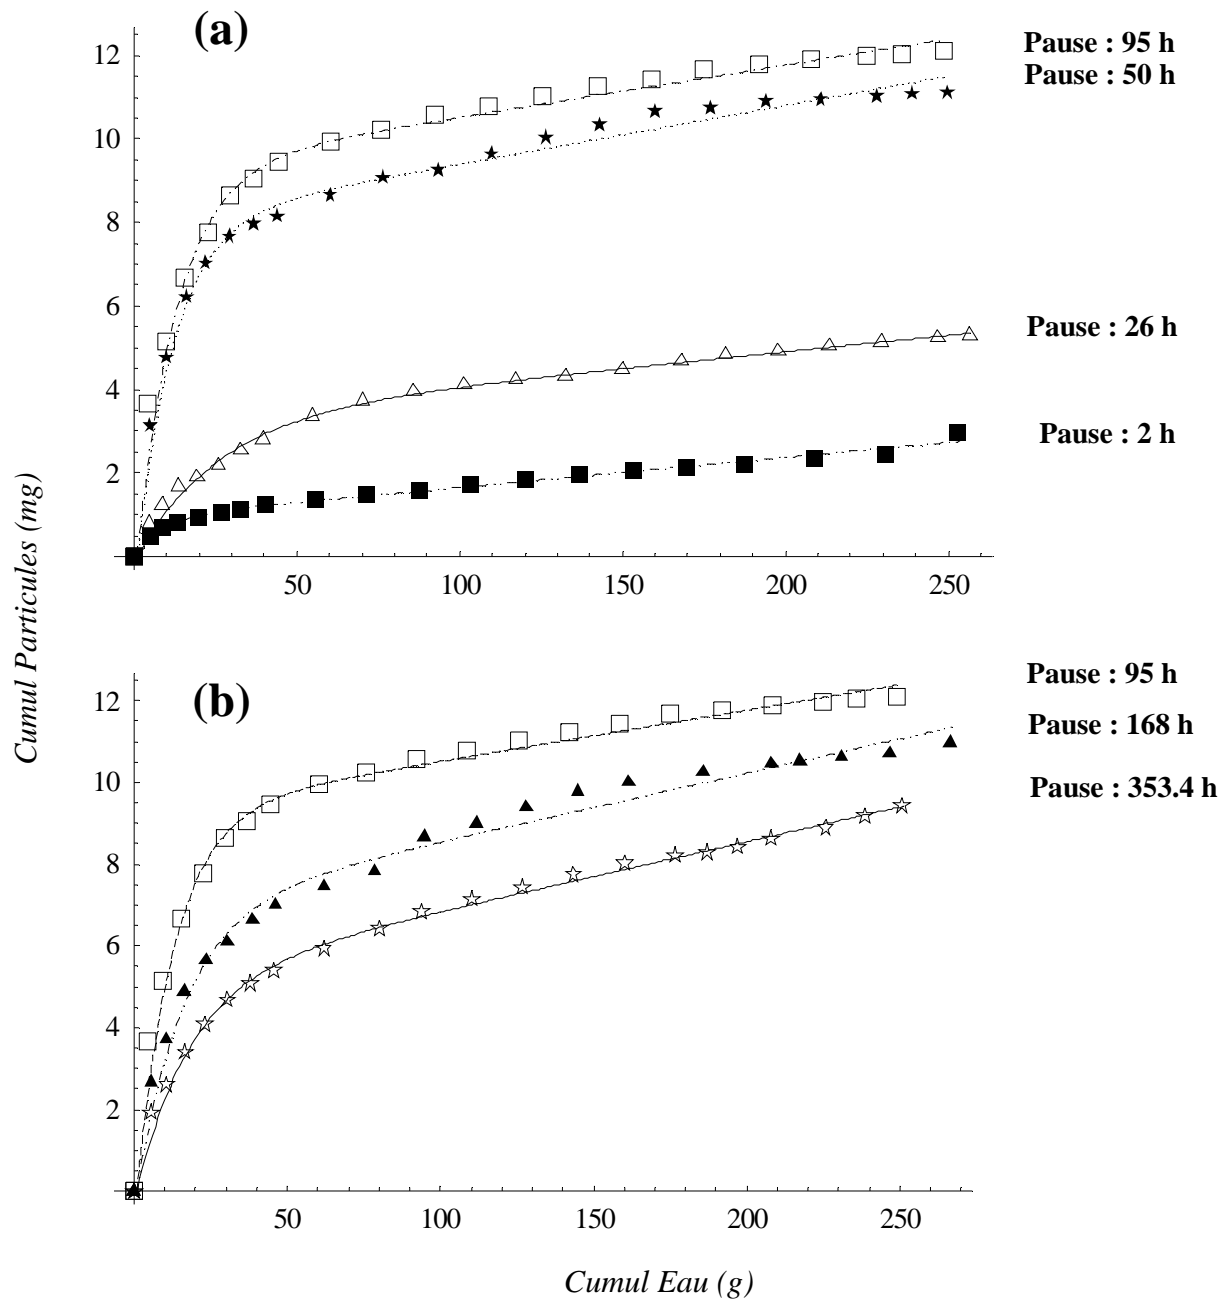 (a)
Pause : 95 h
Pause : 50 h
Pause : 26 h
Pause : 2 h
12
10
8
6
4
2
50 100 150 200 250
Cumul Particules (mg)
(b)
Pause : 95 h
Pause : 168 h
Pause : 353.4 h
12
10
8
6
4
2
50 100 150 200 250
Cumul Eau (g)